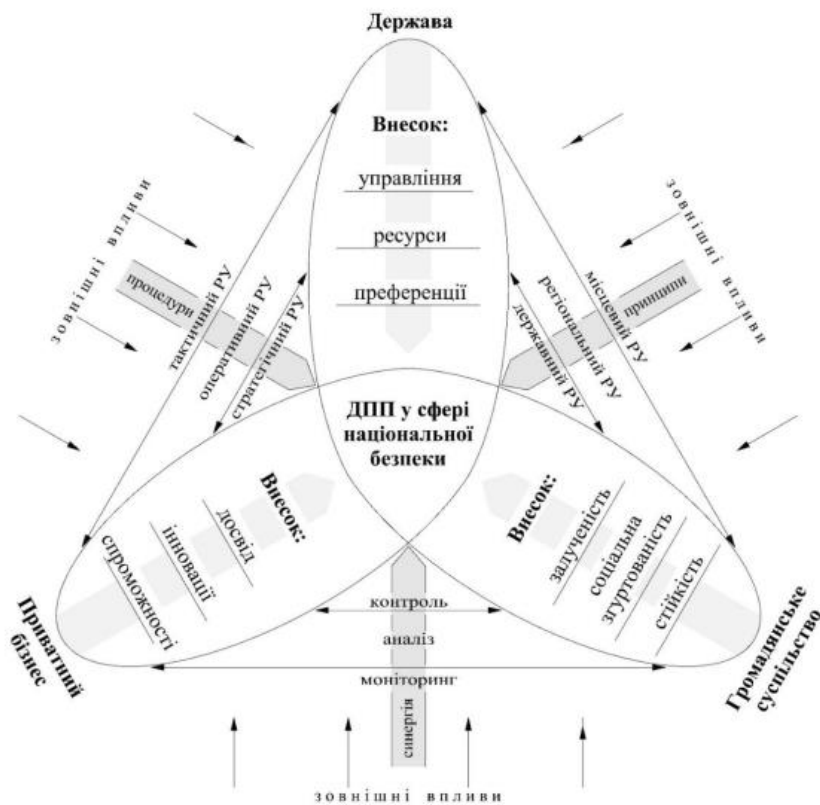 Держава
Внесок:
управління
ресурси
преференції
зовнішні впливи
процедури
тактичний РУ
оперативний РУ
стратегічний РУ
зовнішні впливи
принципи
місцевий РУ
регіональний РУ
державний РУ
ДПП у сфері
національної
безпеки
Внесок:
досвід
інновації
спроможності
Приватний
бізнес
Внесок:
залученість
соціальна
згуртованість
стійкість
Громадянське
суспільство
контроль
аналіз
моніторинг
синергія
зовнішні впливи